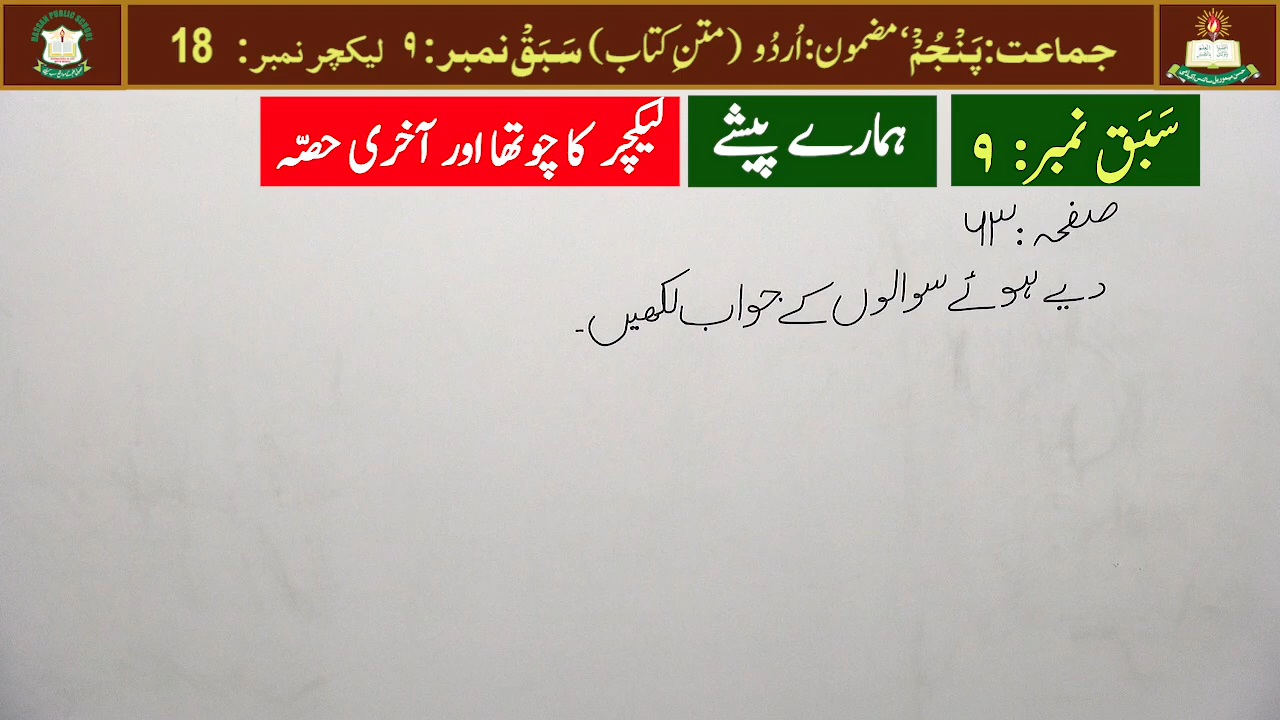 جماعت: پَنْجُمْ، مضمون: اُردُو (متنِ کتاب) سَبَقْ نمبر: ۹ لیکچر نمبر: 18
سَبَق نمبر: ۹
ہمارے پیشے
لیکچر کا چوتھا اور آخری حصّہ
صفحہ: ۶۳
دیے ہوئے سوالوں کے جواب لکھیں۔